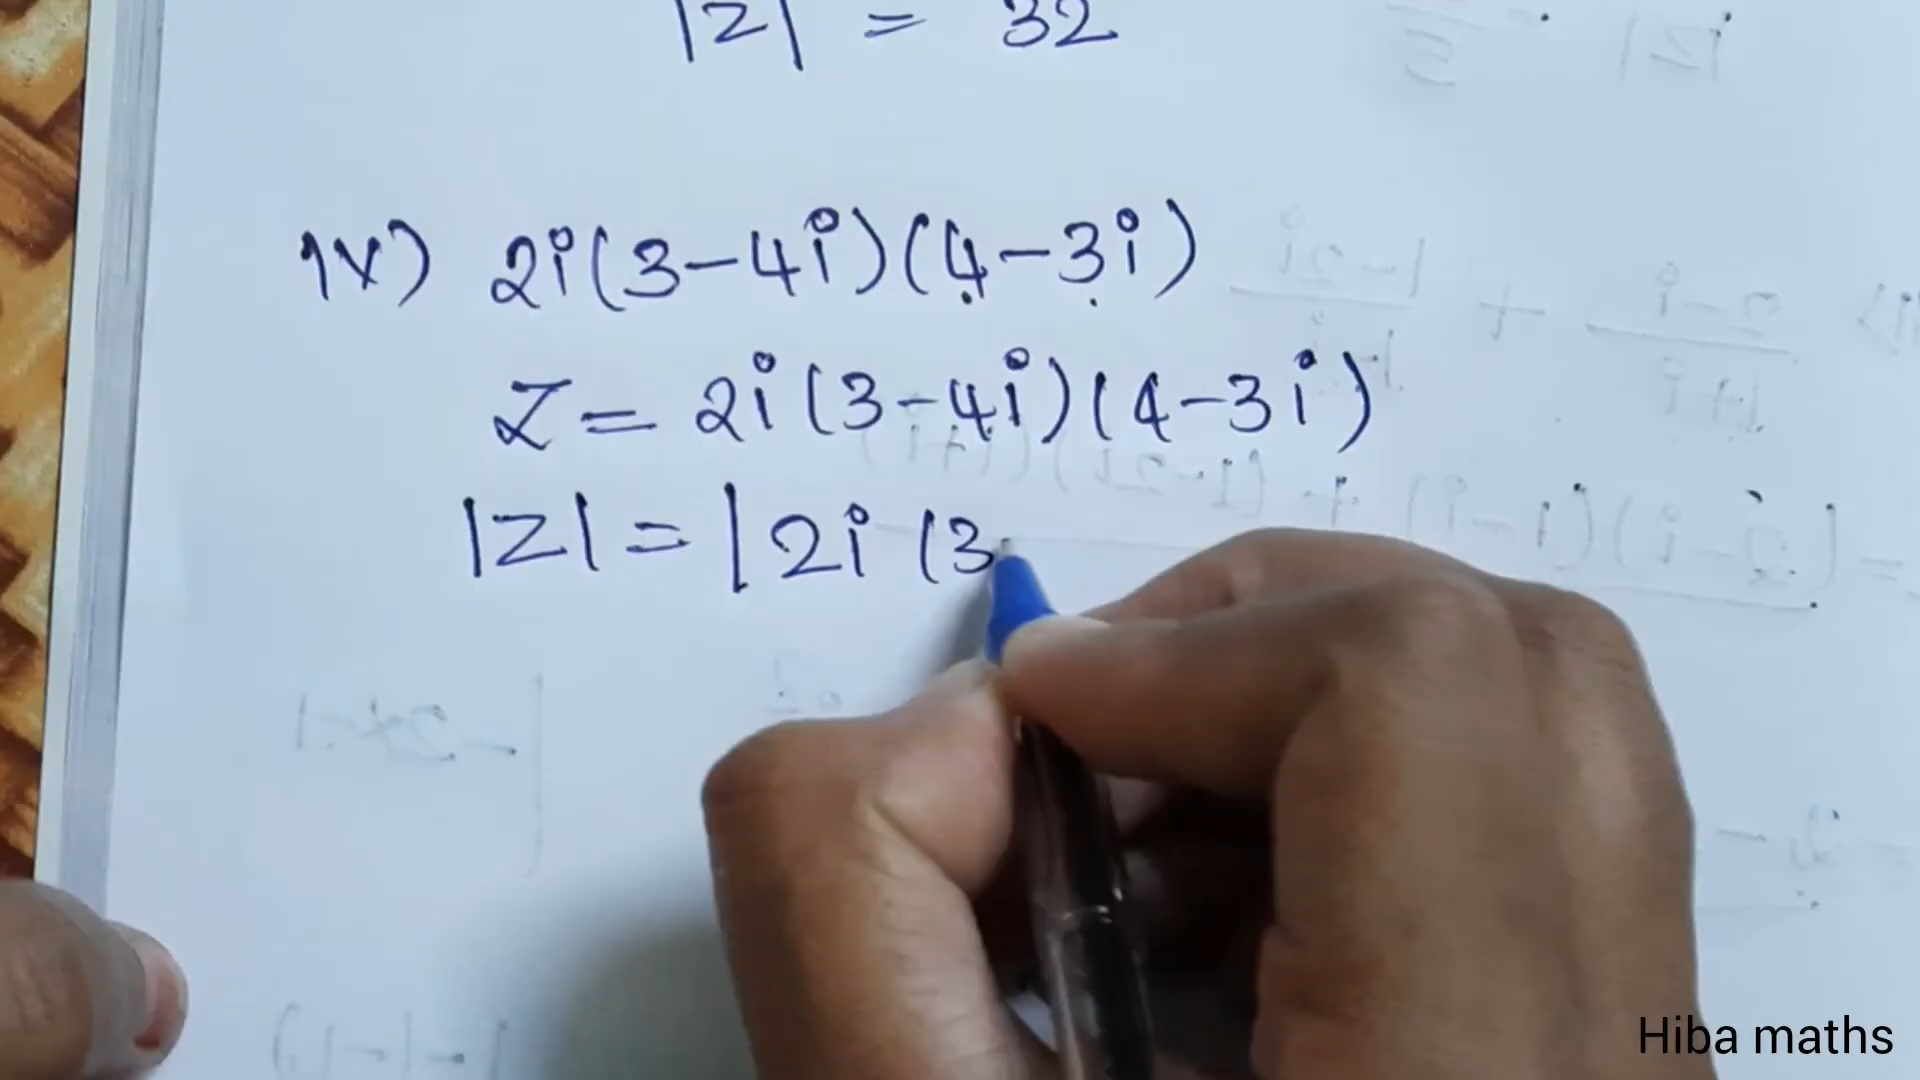 |z| = 32
iv) 2i(3-4i)(4-3i)
Z = 2i(3-4i)(4-3i)
|Z| = |2i (3
Hiba maths